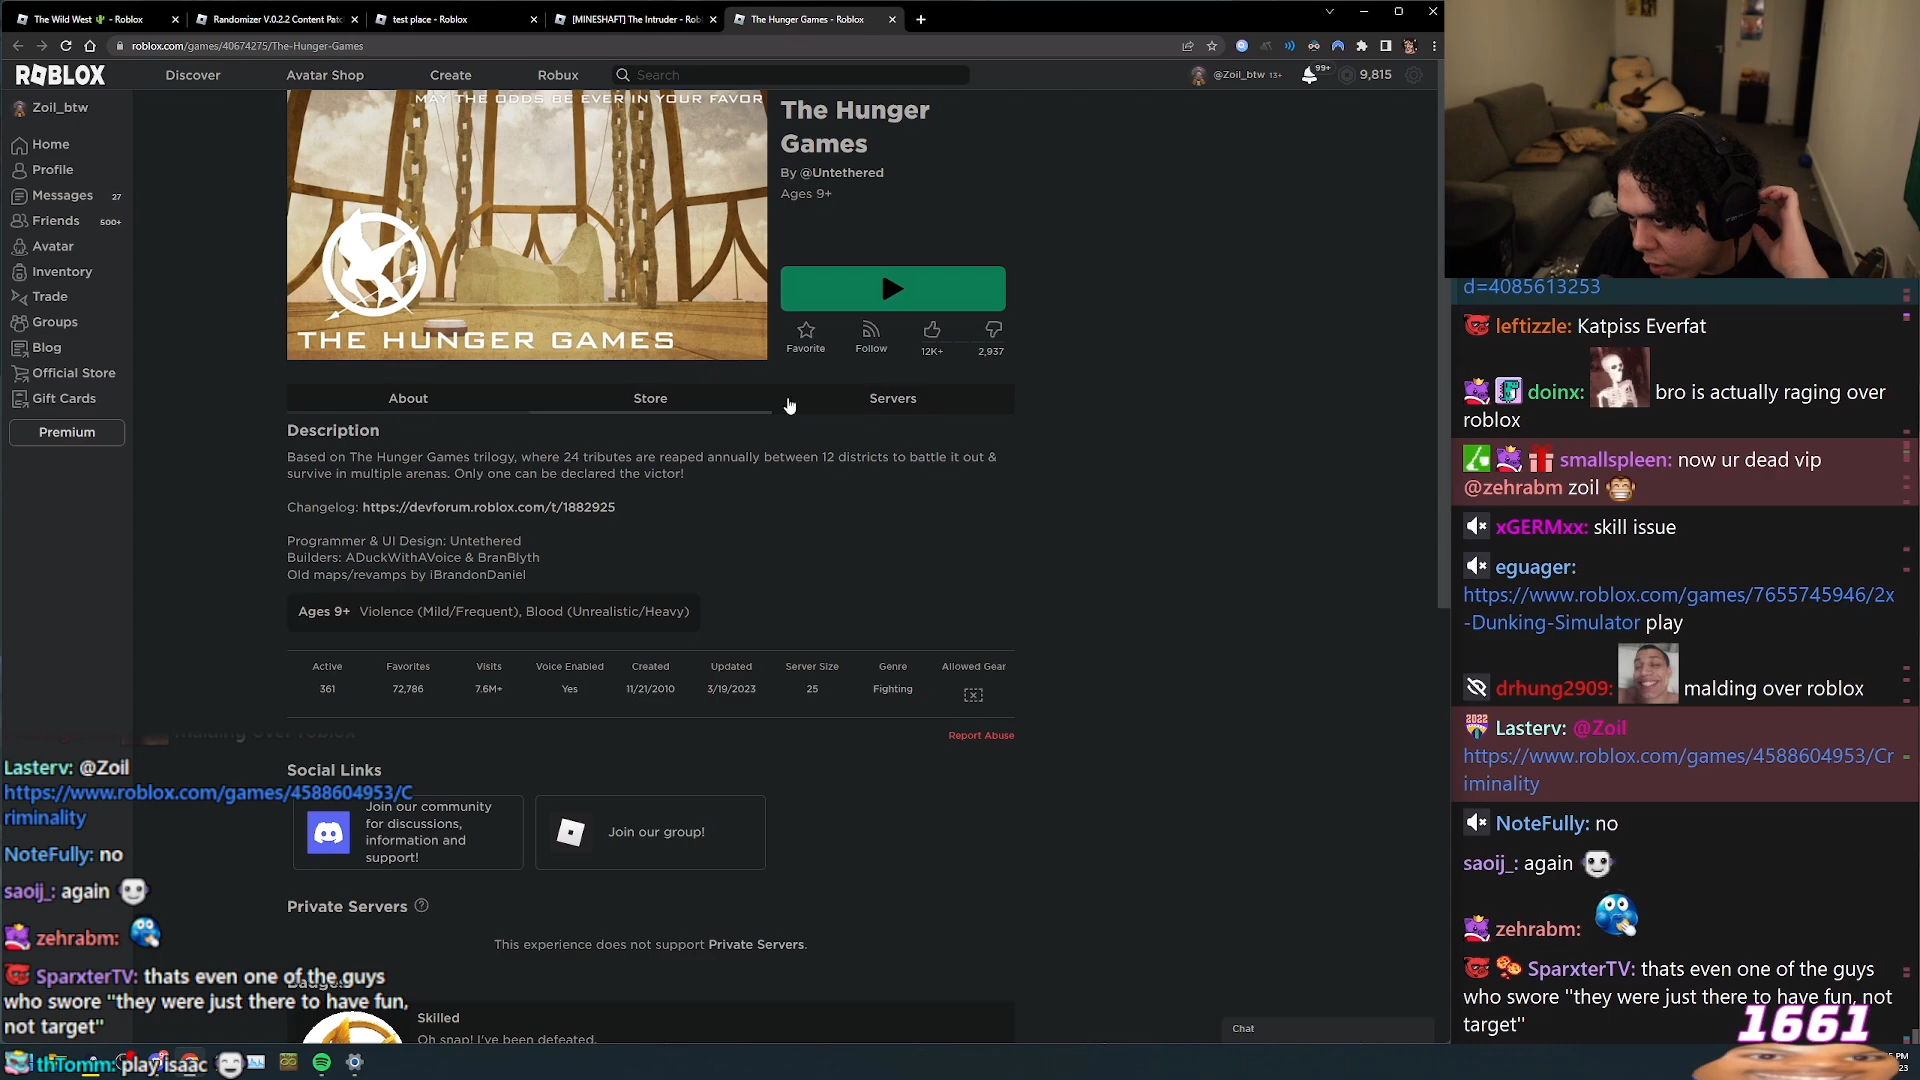 The Wild West - Roblox
Randomizer V.0.2.2 Content Patc
test place - Roblox
[MINESHAFT] The Intruder - Rob
The Hunger Games - Roblox
roblox.com/games/40674275/The-Hunger-Games
ROBLOX
Discover
Avatar Shop
Create
Robux
Search
@Zoil_btw 13+
99+
9,815
Zoil_btw
Home
Profile
Messages 27
Friends 500+
Avatar
Inventory
Trade
Groups
Blog
Official Store
Gift Cards
Premium
MAY THE ODDS BE EVER IN YOUR FAVOR
THE HUNGER GAMES
The Hunger
Games
By @Untethered
Ages 9+
Favorite
Follow
12K+
2,937
About
Store
Servers
Description
Based on The Hunger Games trilogy, where 24 tributes are reaped annually between 12 districts to battle it out &
survive in multiple arenas. Only one can be declared the victor!
Changelog: https://devforum.roblox.com/t/1882925
Programmer & UI Design: Untethered
Builders: ADuckWithAVoice & BranBlyth
Old maps/revamps by iBrandonDaniel
Ages 9+ Violence (Mild/Frequent), Blood (Unrealistic/Heavy)
Active Favorites Visits Voice Enabled Created Updated Server Size Genre Allowed Gear
361 72,786 7.6M+ Yes 11/21/2010 3/19/2023 25 Fighting
Report Abuse
Social Links
Join our community
for discussions,
information and
support!
Join our group!
Private Servers
This experience does not support Private Servers.
Badges
Skilled
Oh snap! I've been defeated.
Chat
malding over roblox
Lasterv: @Zoil
https://www.roblox.com/games/4588604953/C
riminality
NoteFully: no
saoij_: again
zehrabm:
SparxterTV: thats even one of the guys
who swore "they were just there to have fun,
not target"
thTomm: play isaac
d=4085613253
leftizzle: Katpiss Everfat
doinx: bro is actually raging over
roblox
smallspleen: now ur dead vip
@zehrabm zoil
xGERMxx: skill issue
eguager:
https://www.roblox.com/games/7655745946/2x
-Dunking-Simulator play
drhung2909: malding over roblox
2022 Lasterv: @Zoil
https://www.roblox.com/games/4588604953/Cr
iminality
NoteFully: no
saoij_: again
zehrabm:
SparxterTV: thats even one of the guys
who swore "they were just there to have fun, not
target"
1661
PM
23